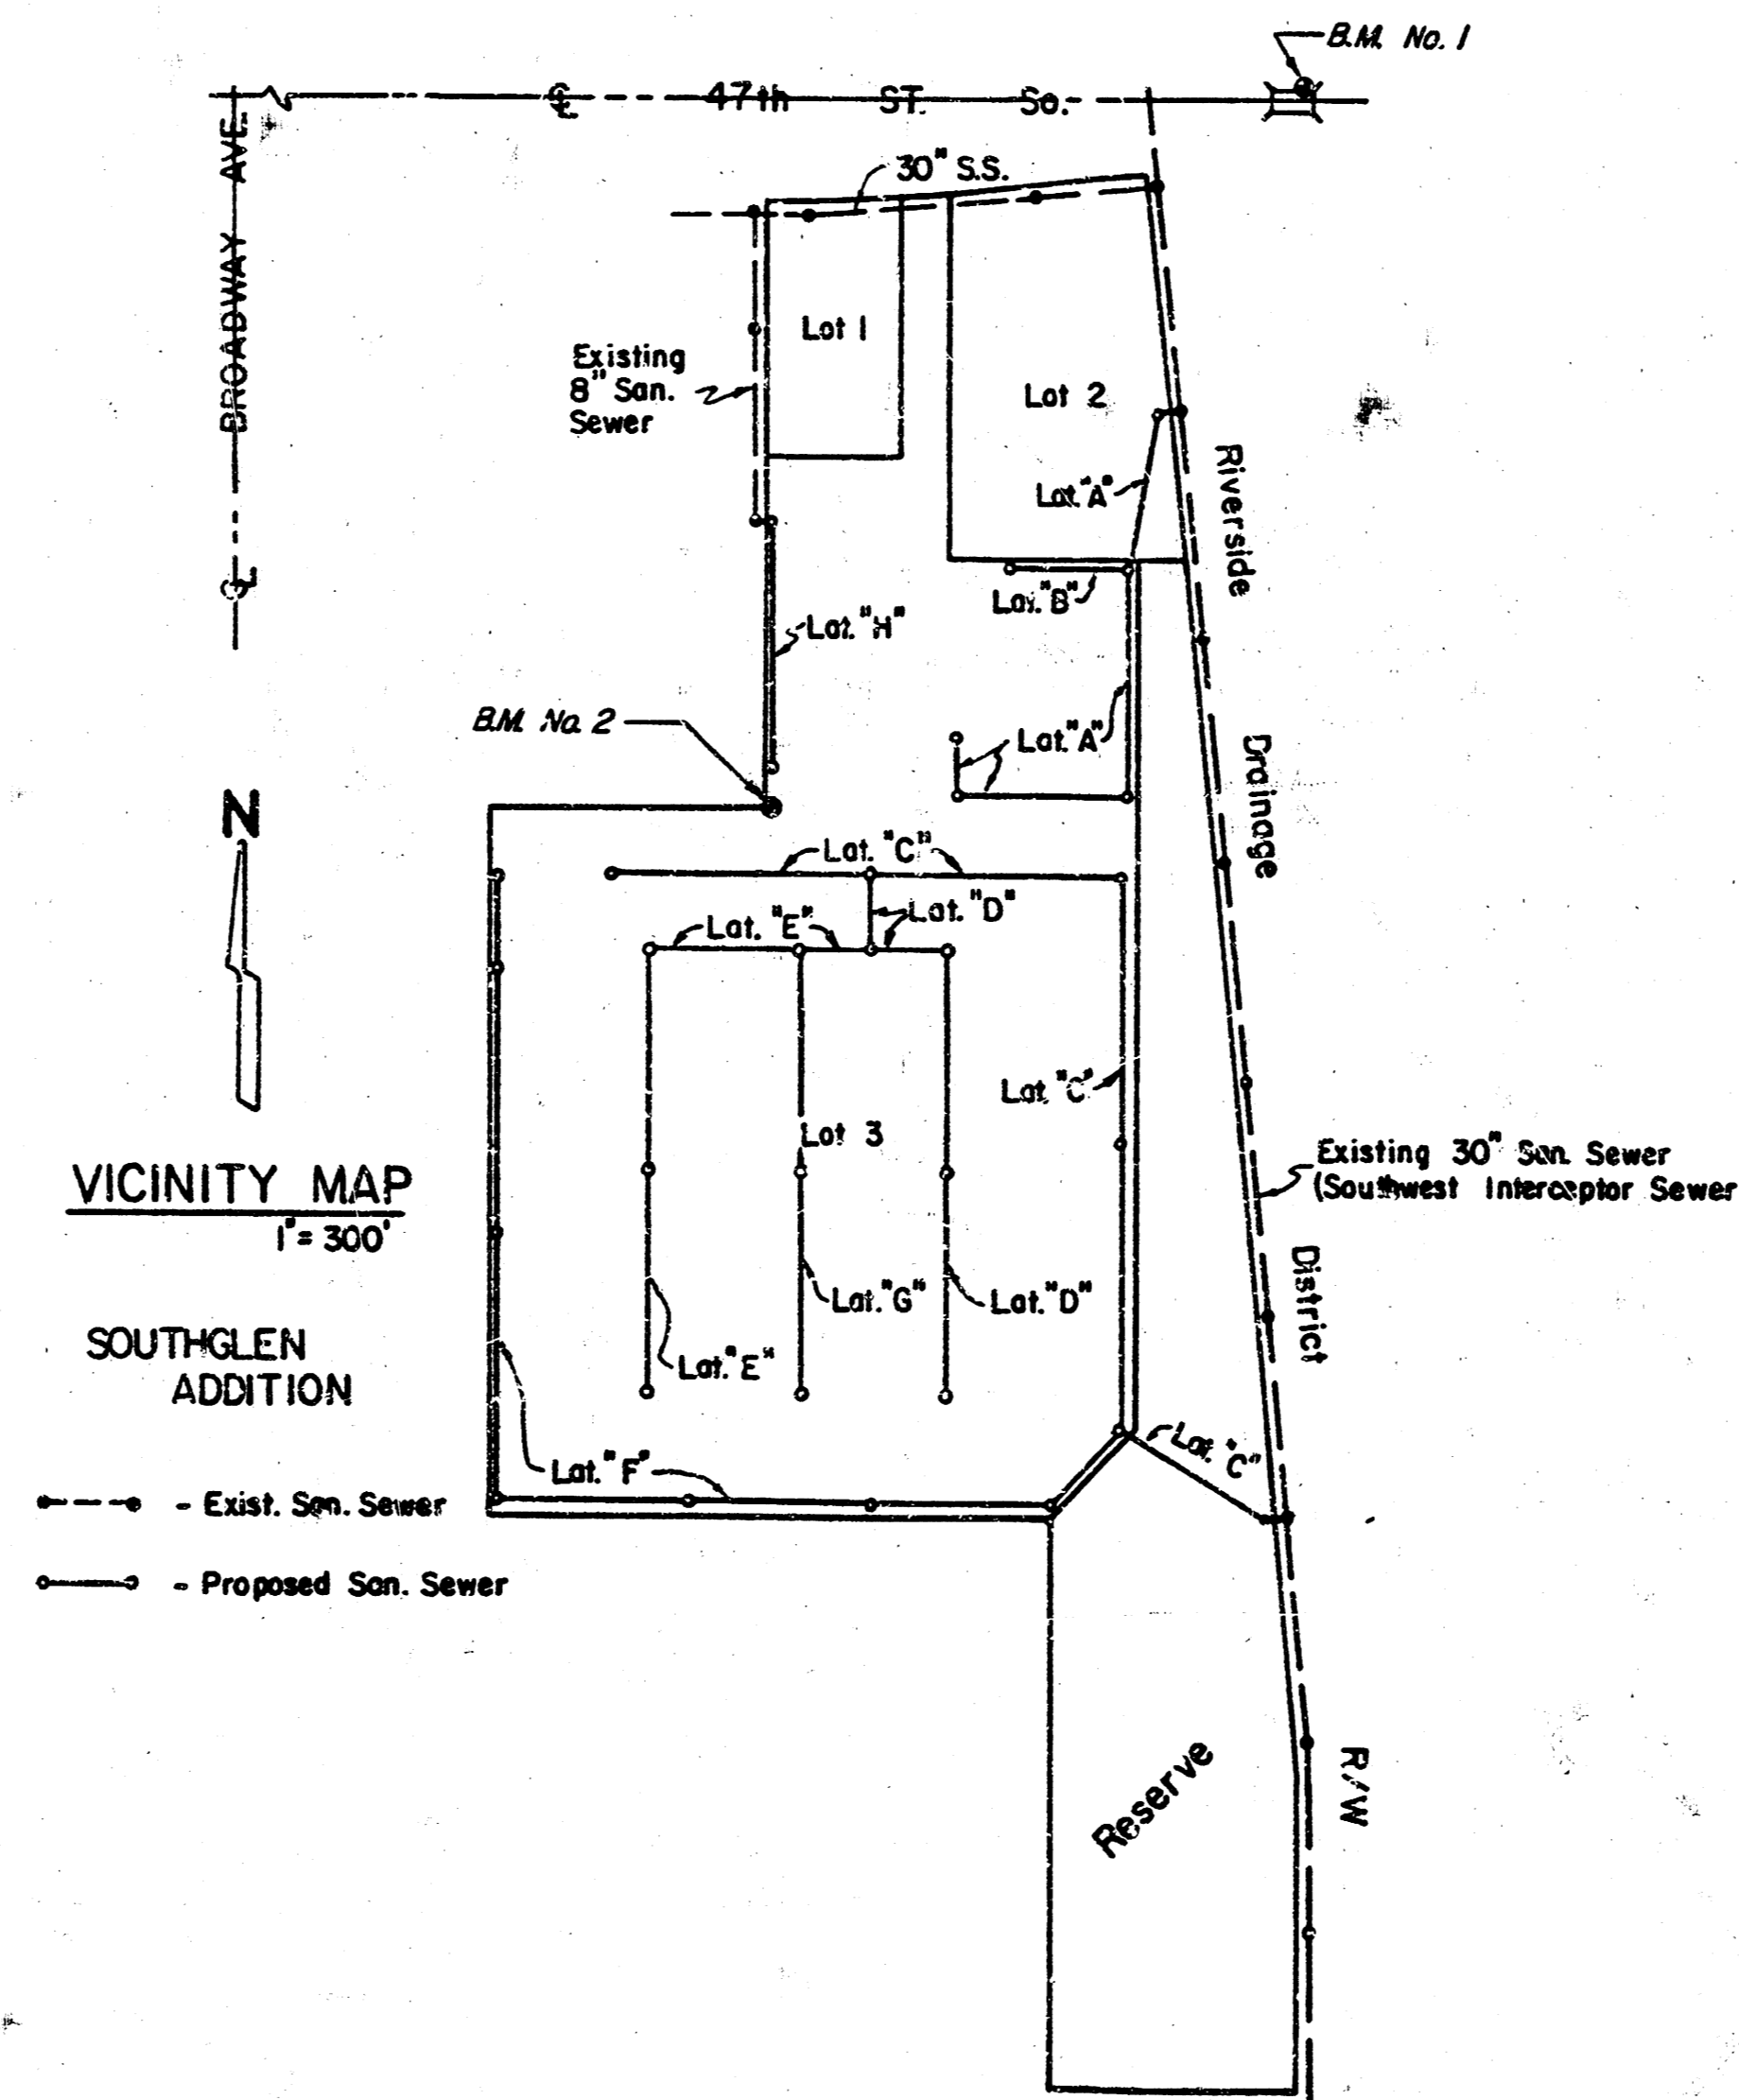 B.M. No. 1
℄ 47th ST. So.
BROADWAY AVE.
℄
30" S.S.
Lot 1
Existing
8" San.
Sewer
Lot 2
Lat. "A"
Riverside
Lat. "B"
Lat. "H"
B.M. No. 2
Lat. "A"
Drainage
N
Lat. "C"
Lat. "D"
Lat. "E"
Lat. "C"
Lot 3
Existing 30" San. Sewer
(Southwest Interceptor Sewer
VICINITY MAP
1" = 300'
District
Lat. "G"
Lat. "D"
SOUTHGLEN
ADDITION
Lat. "E"
Lat. "C"
Lat. "F"
- Exist. San. Sewer
- Proposed San. Sewer
Reserve
R/W